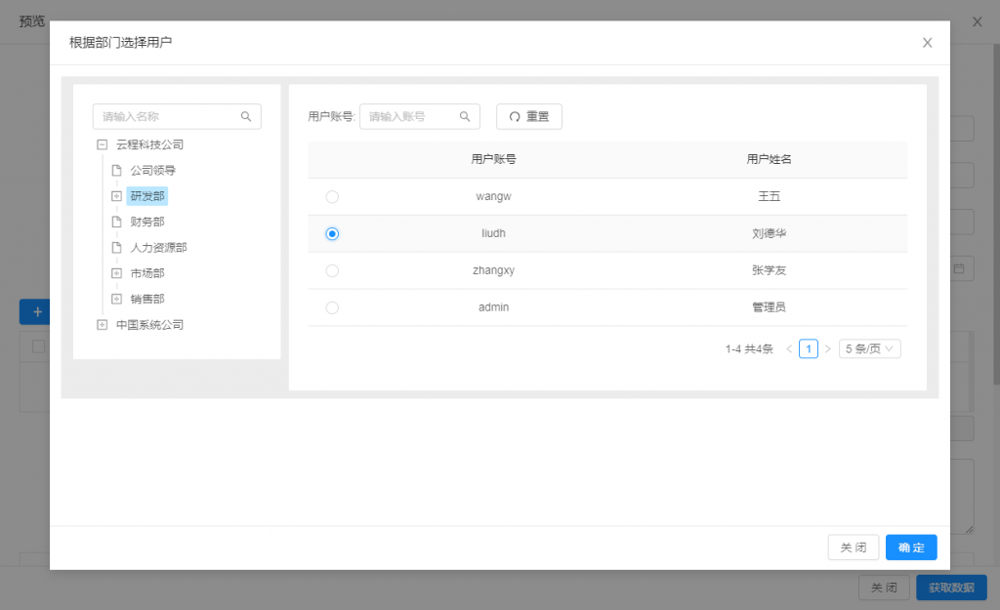 预览
根据部门选择用户
请输入名称
云程科技公司
公司领导
研发部
财务部
人力资源部
市场部
销售部
中国系统公司
用户账号: 请输入账号 重置
用户账号 用户姓名
wangw 王五
liudh 刘德华
zhangxy 张学友
admin 管理员
1-4 共4条 1 5 条/页
关 闭 确 定
关 闭 获取数据